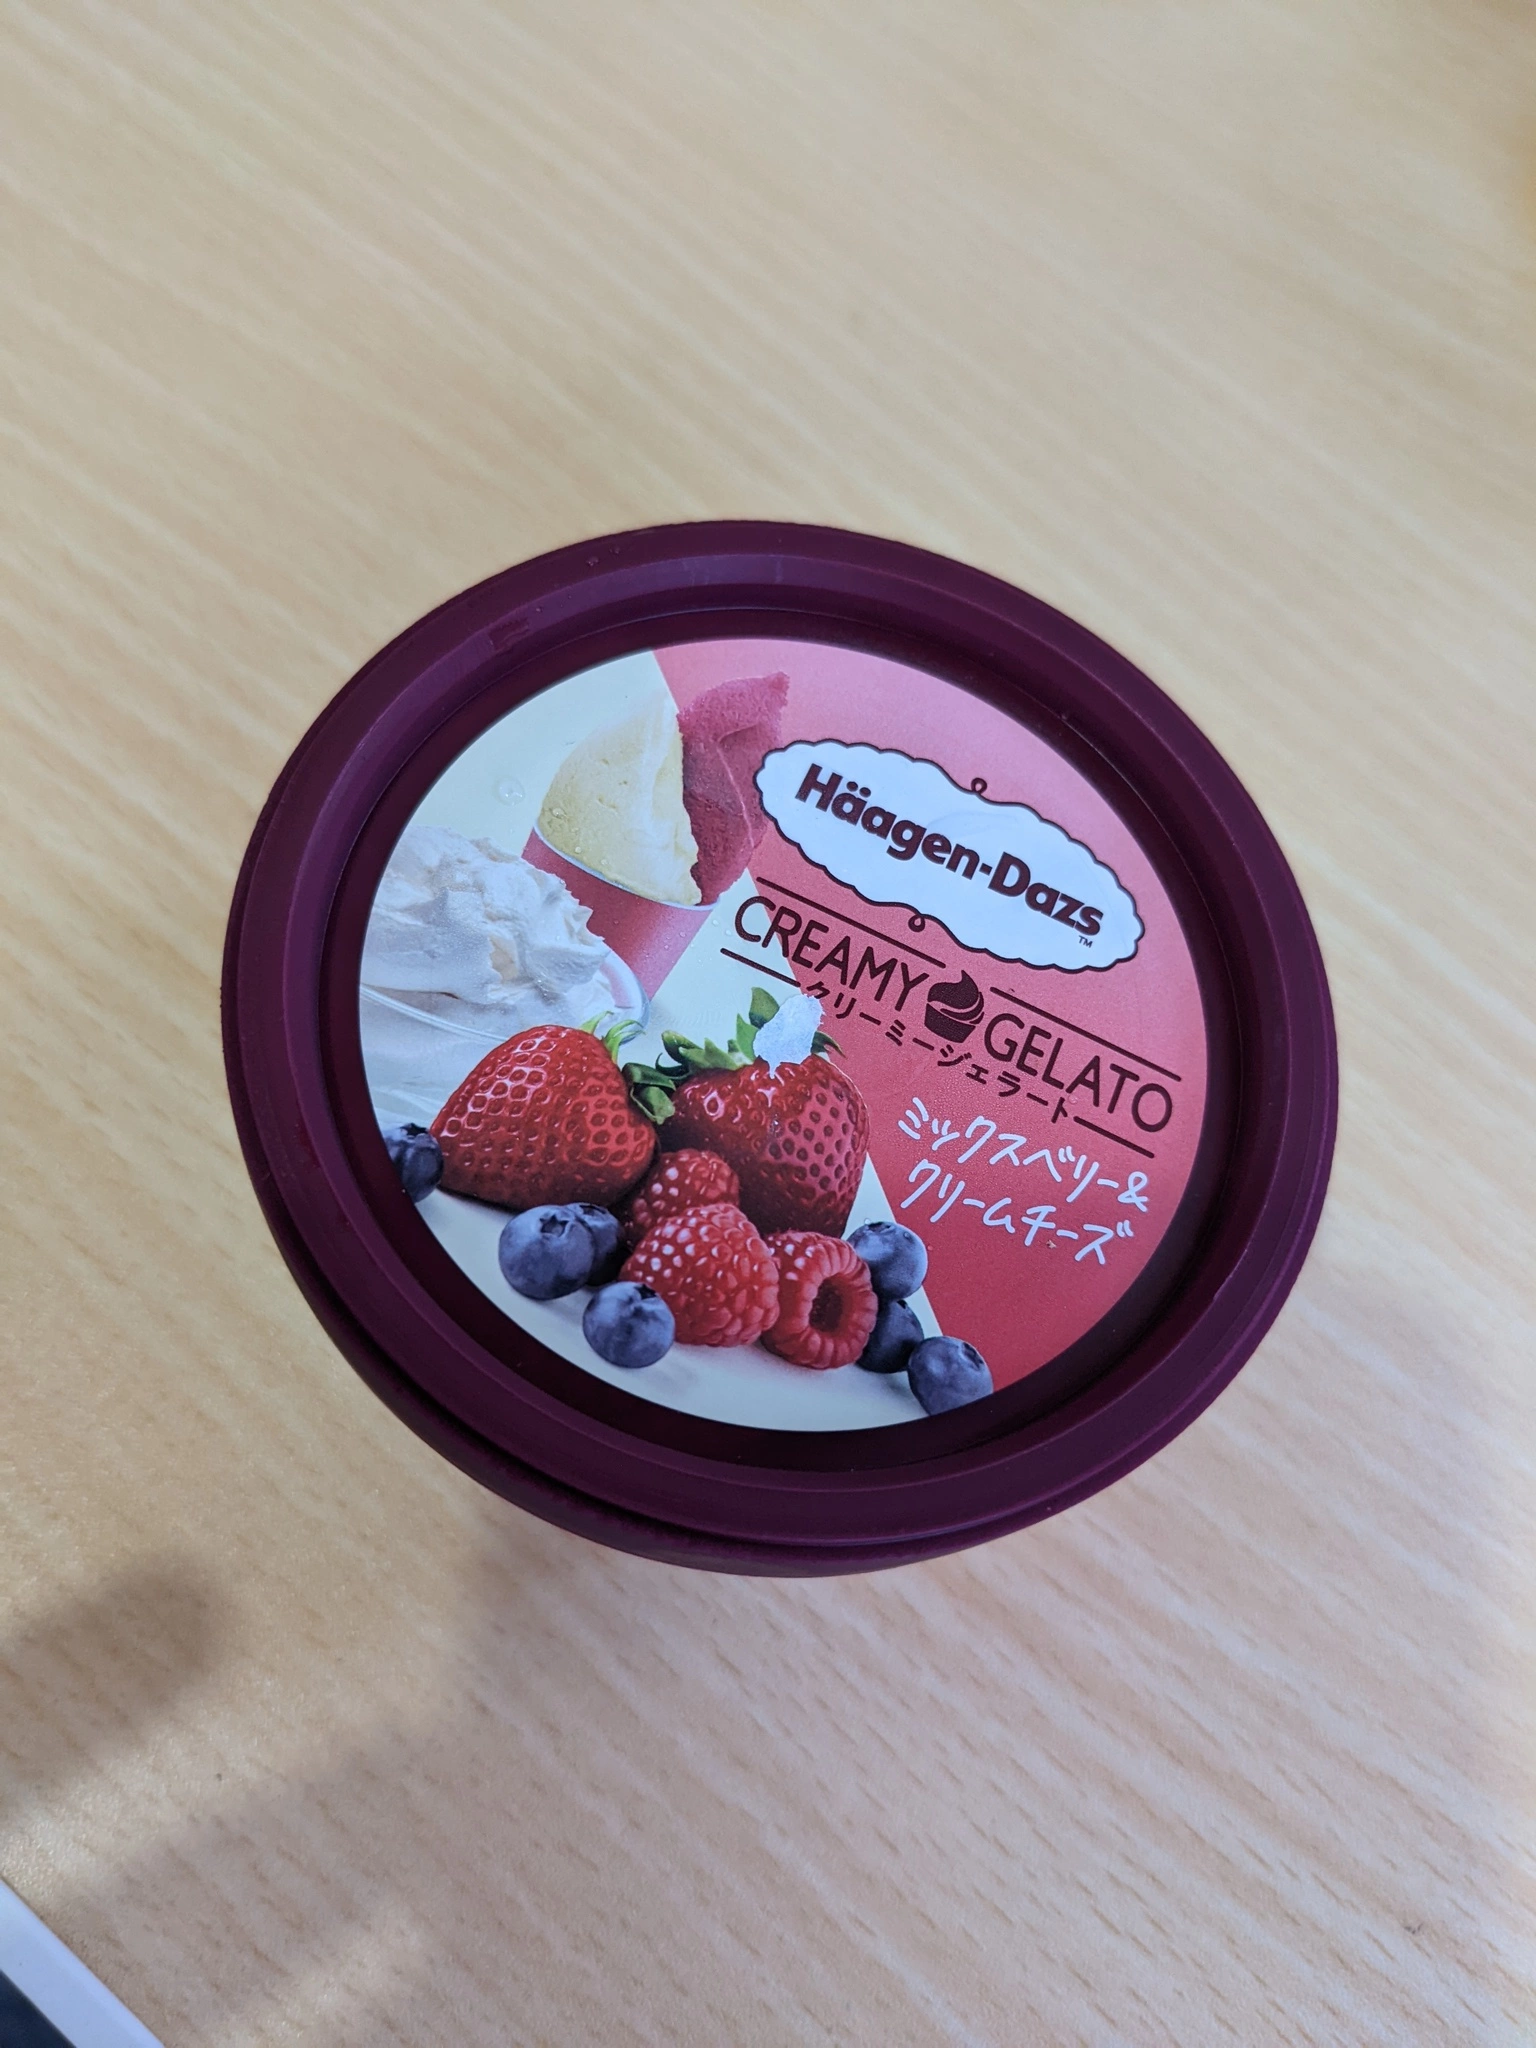 Häagen-Dazs
TM
CREAMY GELATO
クリーミージェラート
ミックスベリー&
クリームチーズ